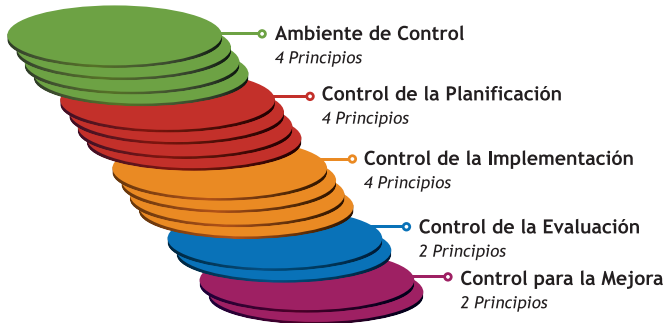 Ambiente de Control
4 Principios
Control de la Planificación
4 Principios
Control de la Implementación
4 Principios
Control de la Evaluación
2 Principios
Control para la Mejora
2 Principios